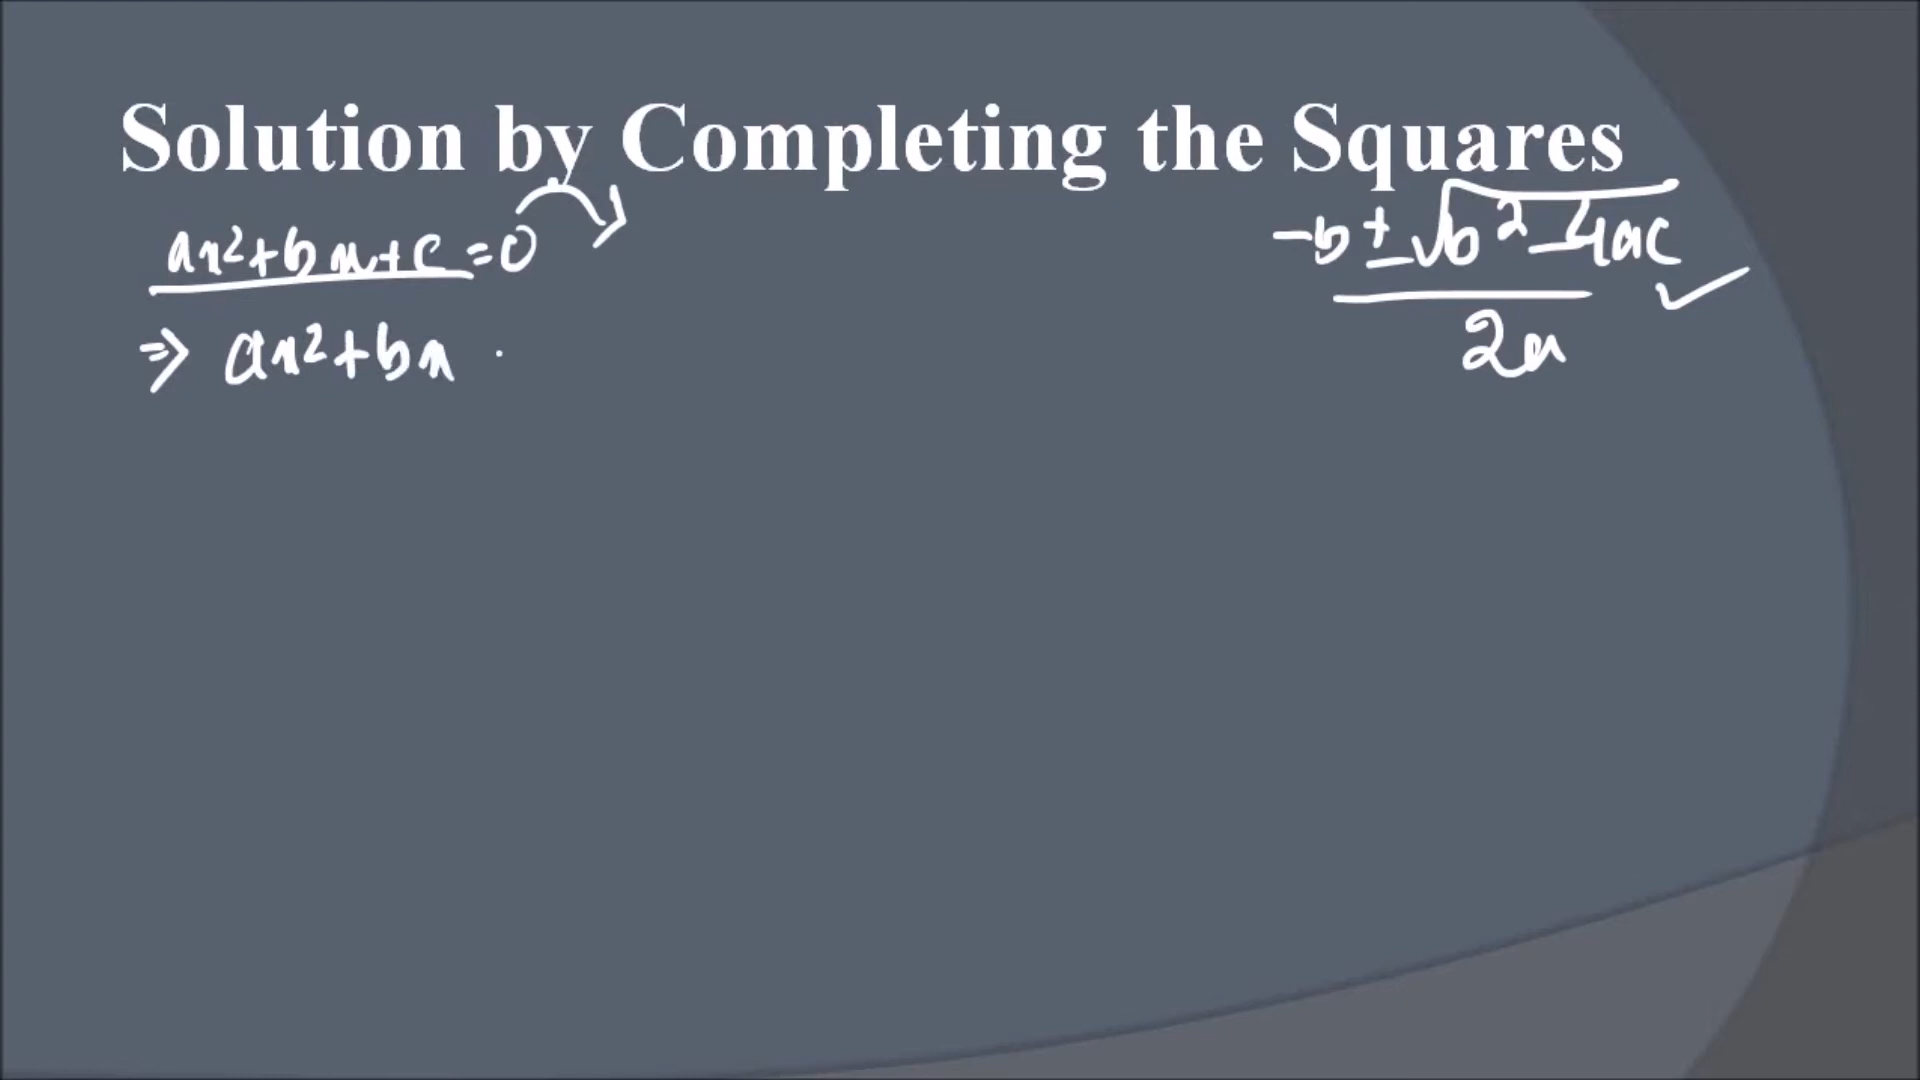 Solution by Completing the Squares
ax²+bx+c=0
-b±√b²-4ac
2a
⇒ ax²+bx